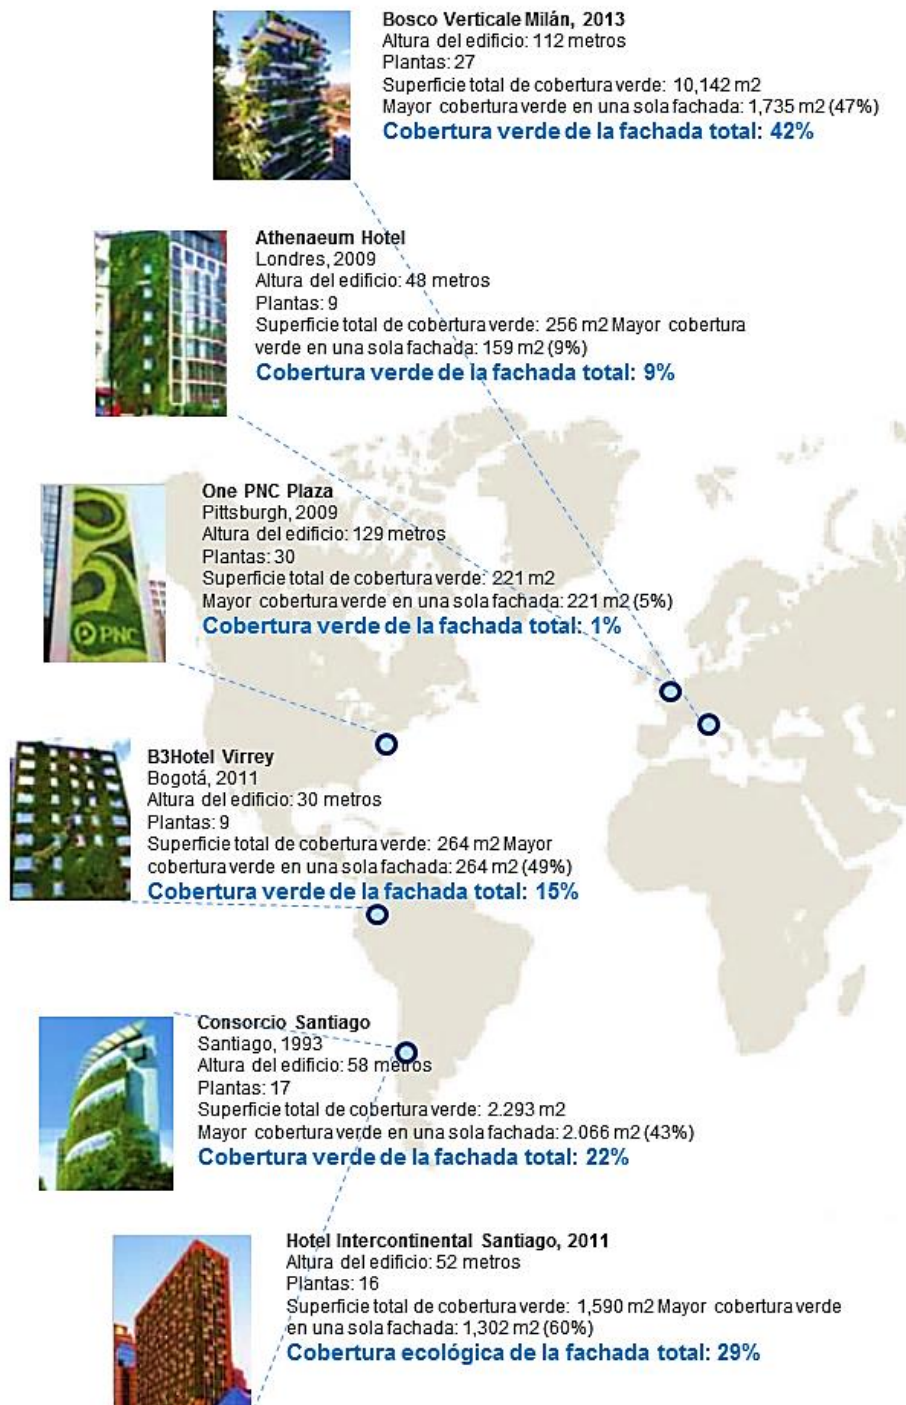 Bosco Verticale Milán, 2013
Altura del edificio: 112 metros
Plantas: 27
Superficie total de cobertura verde: 10,142 m2
Mayor cobertura verde en una sola fachada: 1,735 m2 (47%)
Cobertura verde de la fachada total: 42%
Athenaeum Hotel
Londres, 2009
Altura del edificio: 48 metros
Plantas: 9
Superficie total de cobertura verde: 256 m2 Mayor cobertura
verde en una sola fachada: 159 m2 (9%)
Cobertura verde de la fachada total: 9%
One PNC Plaza
Pittsburgh, 2009
Altura del edificio: 129 metros
Plantas: 30
Superficie total de cobertura verde: 221 m2
Mayor cobertura verde en una sola fachada: 221 m2 (5%)
Cobertura verde de la fachada total: 1%
PNC
B3Hotel Virrey
Bogotá, 2011
Altura del edificio: 30 metros
Plantas: 9
Superficie total de cobertura verde: 264 m2 Mayor
cobertura verde en una sola fachada: 264 m2 (49%)
Cobertura verde de la fachada total: 15%
Consorcio Santiago
Santiago, 1993
Altura del edificio: 58 metros
Plantas: 17
Superficie total de cobertura verde: 2.293 m2
Mayor cobertura verde en una sola fachada: 2.066 m2 (43%)
Cobertura verde de la fachada total: 22%
Hotel Intercontinental Santiago, 2011
Altura del edificio: 52 metros
Plantas: 16
Superficie total de cobertura verde: 1,590 m2 Mayor cobertura verde
en una sola fachada: 1,302 m2 (60%)
Cobertura ecológica de la fachada total: 29%